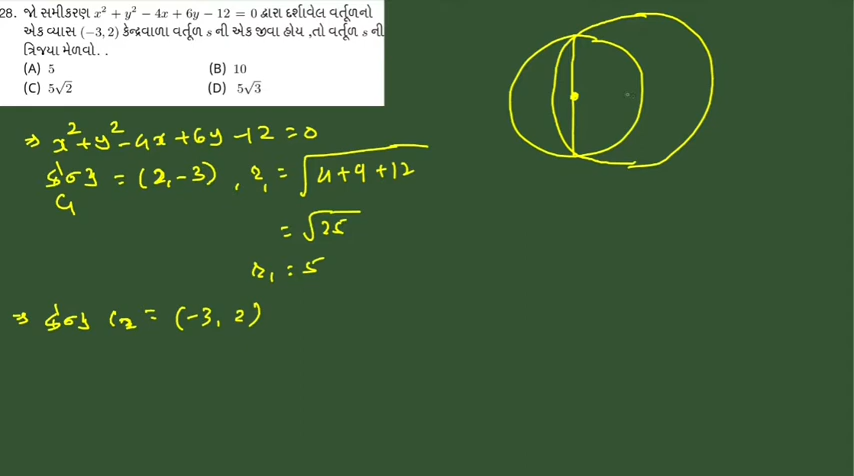 28. જો સમીકરણ x² + y² − 4x + 6y − 12 = 0 દ્વારા દર્શાવેલ વર્તૂળનો
એક વ્યાસ (−3, 2) કેન્દ્રવાળા વર્તૂળ s ની એક જીવા હોય ,તો વર્તૂળ s ની
ત્રિજ્યા મેળવો. .
(A) 5 (B) 10
(C) 5√2 (D) 5√3
⇒ x² + y² − 4x + 6y − 12 = 0
કેન્દ્ર = (2, −3) , r₁ = √4 + 9 + 12
C₁
= √25
r₁ = 5
⇒ કેન્દ્ર C₂ = (−3, 2)